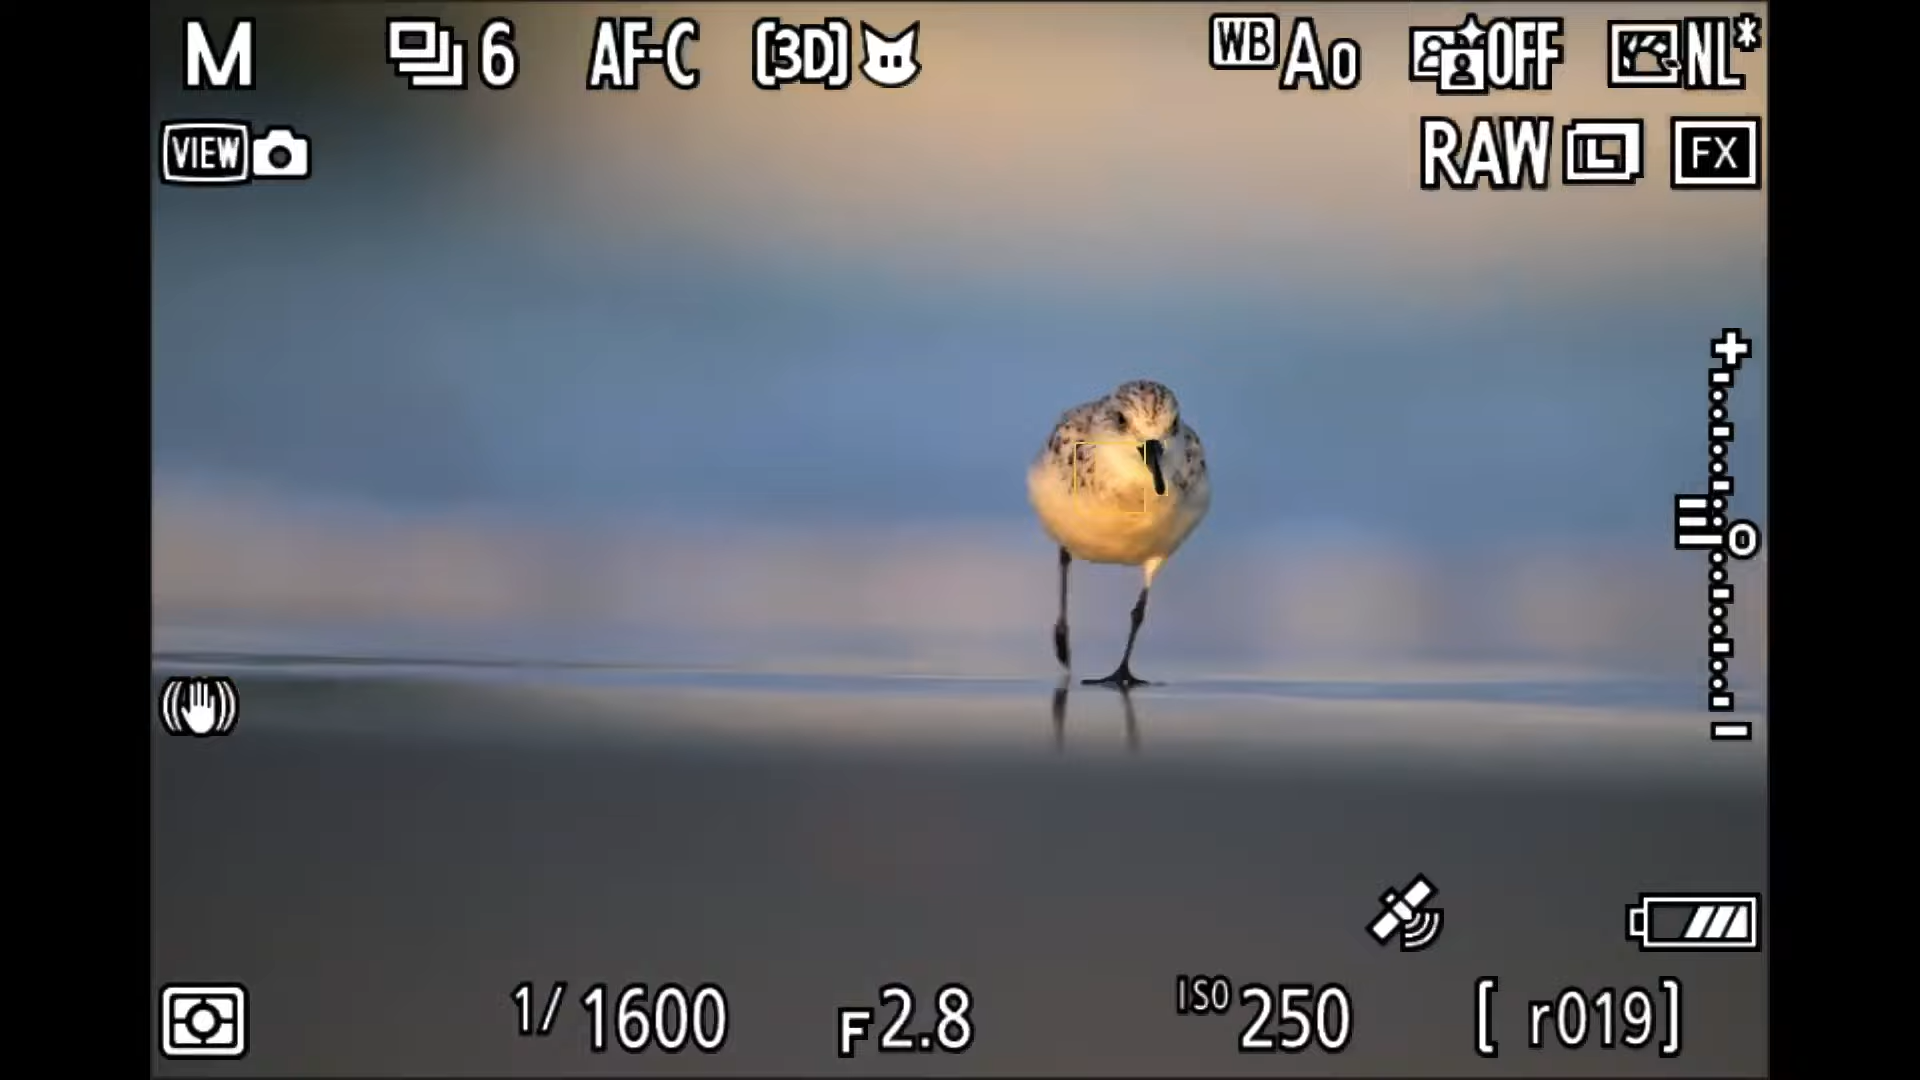 M 6 AF-C [3D] WB A0 OFF NL*
VIEW RAW L FX
+
0
-
1/1600 F2.8 ISO 250 [ r019]